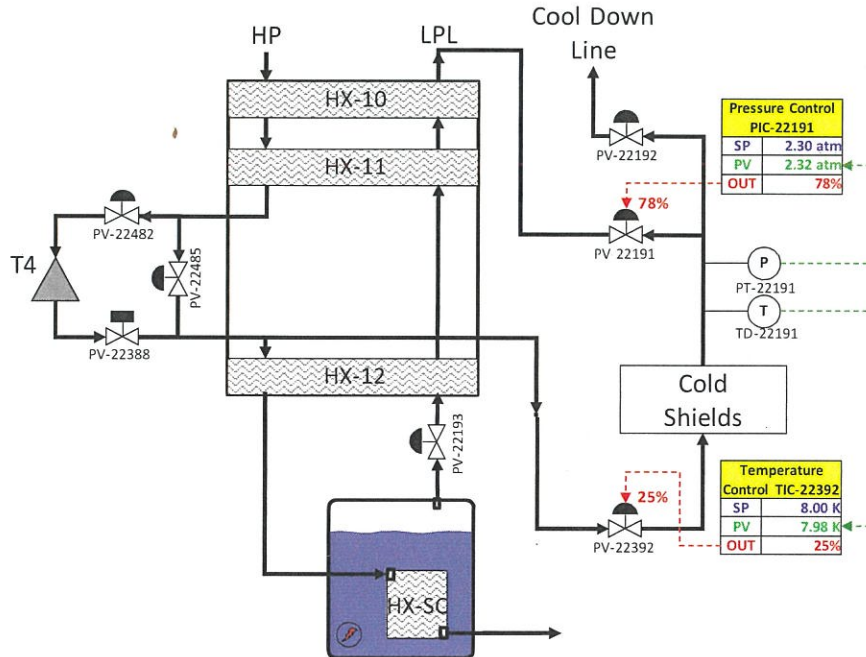 Cool Down
Line
HP
LPL
HX-10
PV-22192
Pressure Control
PIC-22191
SP 2.30 atm
PV 2.32 atm
OUT 78%
HX-11
78%
PV 22191
PV-22482
PV-22485
T4
P
PT-22191
T
TD-22191
PV-22388
HX-12
Cold
Shields
PV-22193
25%
PV-22392
Temperature
Control TIC-22392
SP 8.00 K
PV 7.98 K
OUT 25%
HX-SC